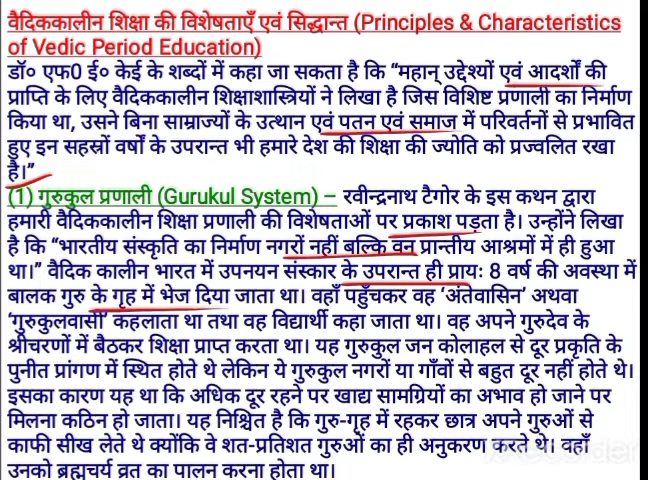 वैदिककालीन शिक्षा की विशेषताएँ एवं सिद्धान्त (Principles & Characteristics
of Vedic Period Education)
डॉ० एफ0 ई० केई के शब्दों में कहा जा सकता है कि “महान् उद्देश्यों एवं आदर्शों की
प्राप्ति के लिए वैदिककालीन शिक्षाशास्त्रियों ने लिखा है जिस विशिष्ट प्रणाली का निर्माण
किया था, उसने बिना साम्राज्यों के उत्थान एवं पतन एवं समाज में परिवर्तनों से प्रभावित
हुए इन सहस्रों वर्षों के उपरान्त भी हमारे देश की शिक्षा की ज्योति को प्रज्वलित रखा
है।”
(1) गुरुकुल प्रणाली (Gurukul System) – रवीन्द्रनाथ टैगोर के इस कथन द्वारा
हमारी वैदिककालीन शिक्षा प्रणाली की विशेषताओं पर प्रकाश पड़ता है। उन्होंने लिखा
है कि “भारतीय संस्कृति का निर्माण नगरों नहीं बल्कि वन प्रान्तीय आश्रमों में ही हुआ
था।” वैदिक कालीन भारत में उपनयन संस्कार के उपरान्त ही प्रायः 8 वर्ष की अवस्था में
बालक गुरु के गृह में भेज दिया जाता था। वहाँ पहुँचकर वह ‘अंतेवासिन’ अथवा
‘गुरुकुलवासी’ कहलाता था तथा वह विद्यार्थी कहा जाता था। वह अपने गुरुदेव के
श्रीचरणों में बैठकर शिक्षा प्राप्त करता था। यह गुरुकुल जन कोलाहल से दूर प्रकृति के
पुनीत प्रांगण में स्थित होते थे लेकिन ये गुरुकुल नगरों या गाँवों से बहुत दूर नहीं होते थे।
इसका कारण यह था कि अधिक दूर रहने पर खाद्य सामग्रियों का अभाव हो जाने पर
मिलना कठिन हो जाता। यह निश्चित है कि गुरु-गृह में रहकर छात्र अपने गुरुओं से
काफी सीख लेते थे क्योंकि वे शत-प्रतिशत गुरुओं का ही अनुकरण करते थे। वहाँ
उनको ब्रह्मचर्य व्रत का पालन करना होता था।